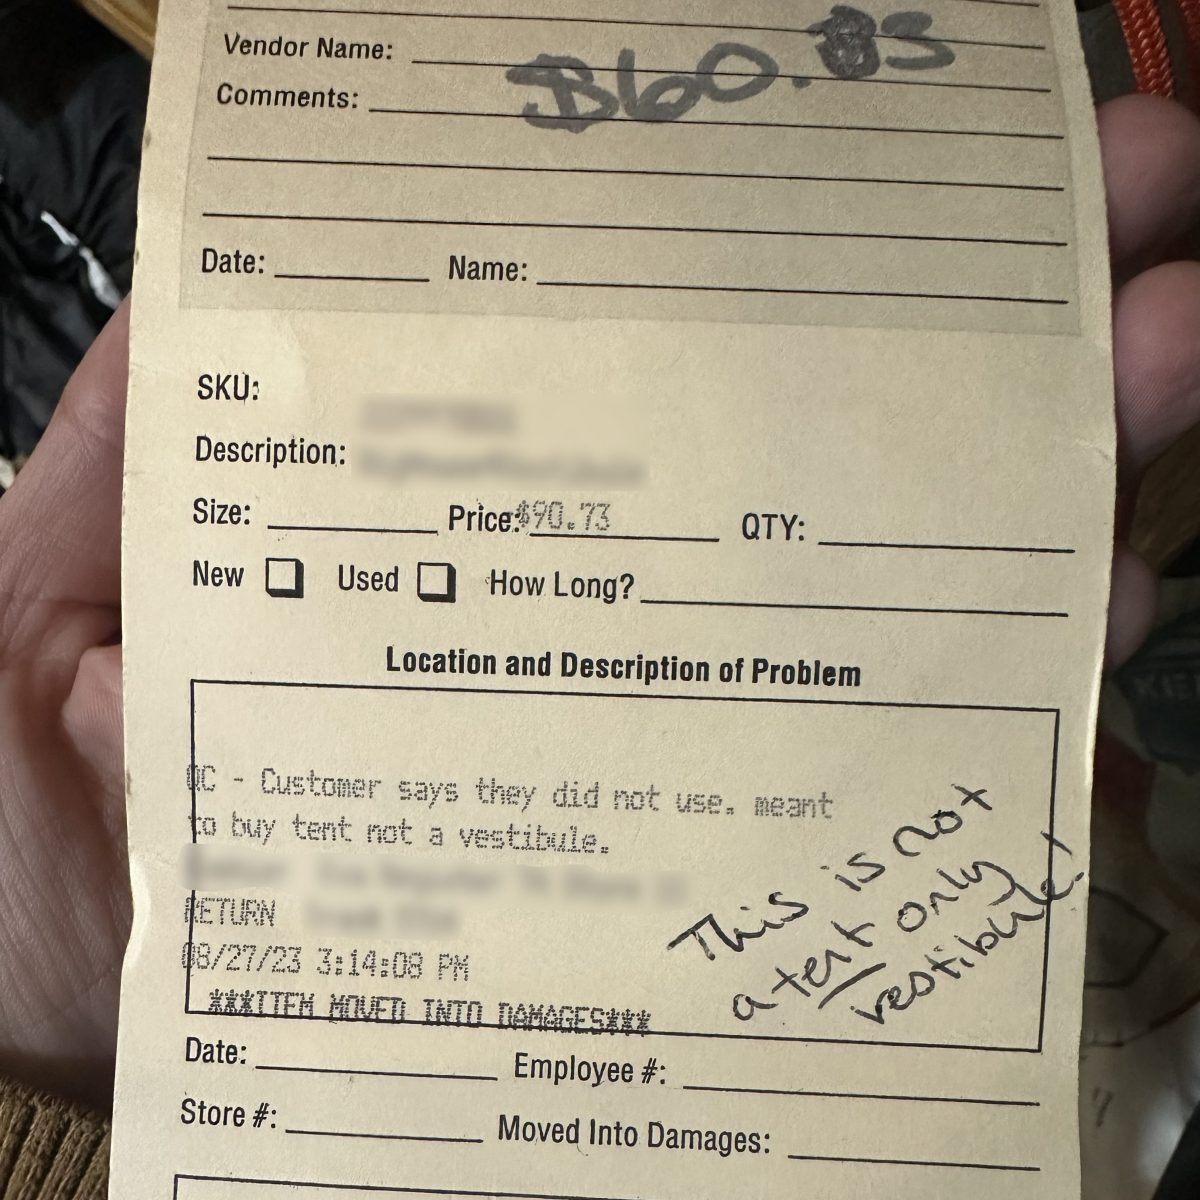 Vendor Name:
$60.83
Comments:
Date: Name:
SKU:
Description:
Size: Price: $90.73 QTY:
New Used How Long?
Location and Description of Problem
QC - Customer says they did not use. meant
to buy tent not a vestibule.
RETURN
08/27/23 3:14:08 PM
***ITEM MOVED INTO DAMAGES***
This is not
a tent only
vestibule!
Date: Employee #:
Store #: Moved Into Damages: